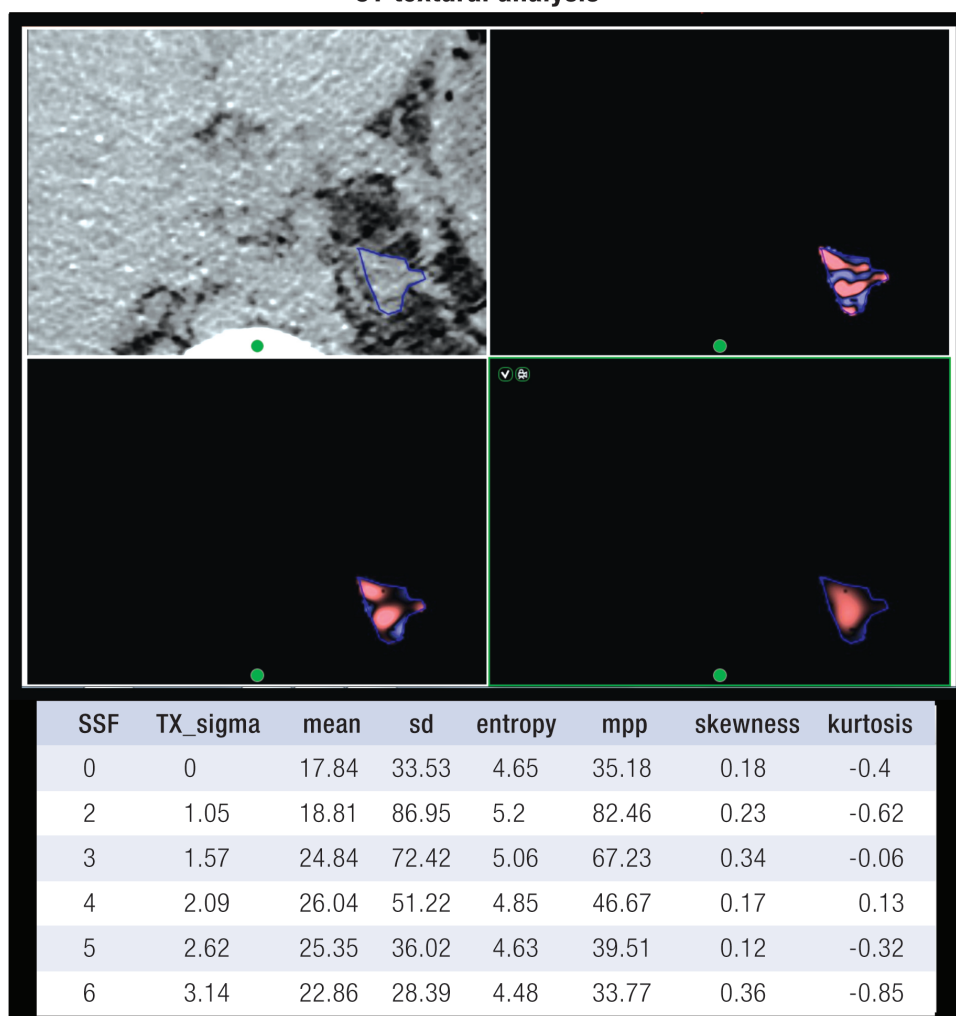 SSF TX_sigma mean sd entropy mpp skewness kurtosis
0 0 17.84 33.53 4.65 35.18 0.18 -0.4
2 1.05 18.81 86.95 5.2 82.46 0.23 -0.62
3 1.57 24.84 72.42 5.06 67.23 0.34 -0.06
4 2.09 26.04 51.22 4.85 46.67 0.17 0.13
5 2.62 25.35 36.02 4.63 39.51 0.12 -0.32
6 3.14 22.86 28.39 4.48 33.77 0.36 -0.85